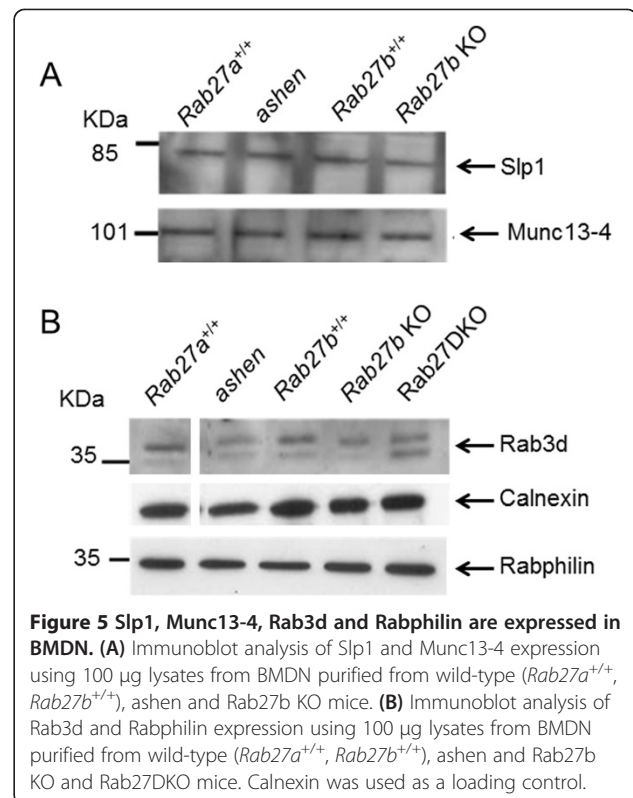 A
Rab27a+/+ ashen Rab27b+/+ Rab27b KO
KDa
85
Slp1
101
Munc13-4
B
Rab27a+/+ ashen Rab27b+/+ Rab27b KO Rab27DKO
KDa
35
Rab3d
Calnexin
35
Rabphilin
Figure 5 Slp1, Munc13-4, Rab3d and Rabphilin are expressed in
BMDN. (A) Immunoblot analysis of Slp1 and Munc13-4 expression
using 100 μg lysates from BMDN purified from wild-type (Rab27a+/+,
Rab27b+/+), ashen and Rab27b KO mice. (B) Immunoblot analysis of
Rab3d and Rabphilin expression using 100 μg lysates from BMDN
purified from wild-type (Rab27a+/+, Rab27b+/+), ashen and Rab27b
KO and Rab27DKO mice. Calnexin was used as a loading control.